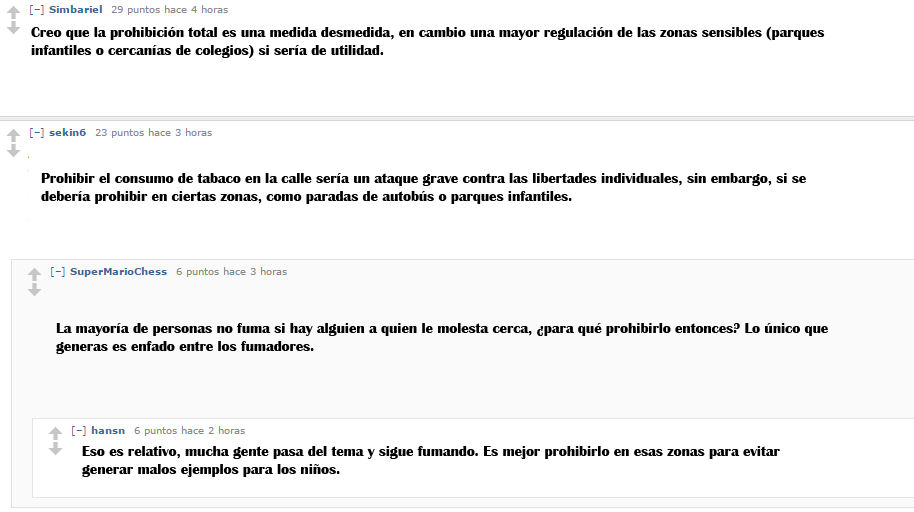 [−] Simbariel 29 puntos hace 4 horas
Creo que la prohibición total es una medida desmedida, en cambio una mayor regulación de las zonas sensibles (parques
infantiles o cercanías de colegios) si sería de utilidad.
[−] sekin6 23 puntos hace 3 horas
Prohibir el consumo de tabaco en la calle sería un ataque grave contra las libertades individuales, sin embargo, si se
debería prohibir en ciertas zonas, como paradas de autobús o parques infantiles.
[−] SuperMarioChess 6 puntos hace 3 horas
La mayoría de personas no fuma si hay alguien a quien le molesta cerca, ¿para qué prohibirlo entonces? Lo único que
generas es enfado entre los fumadores.
[−] hansn 6 puntos hace 2 horas
Eso es relativo, mucha gente pasa del tema y sigue fumando. Es mejor prohibirlo en esas zonas para evitar
generar malos ejemplos para los niños.